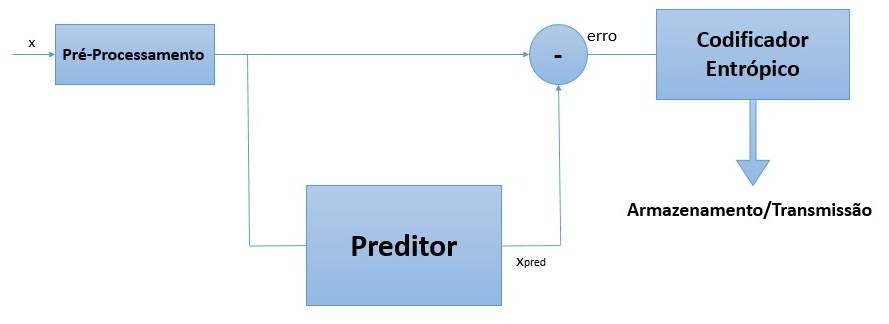 x
Pré-Processamento
-
erro
Codificador
Entrópico
Preditor
xpred
Armazenamento/Transmissão